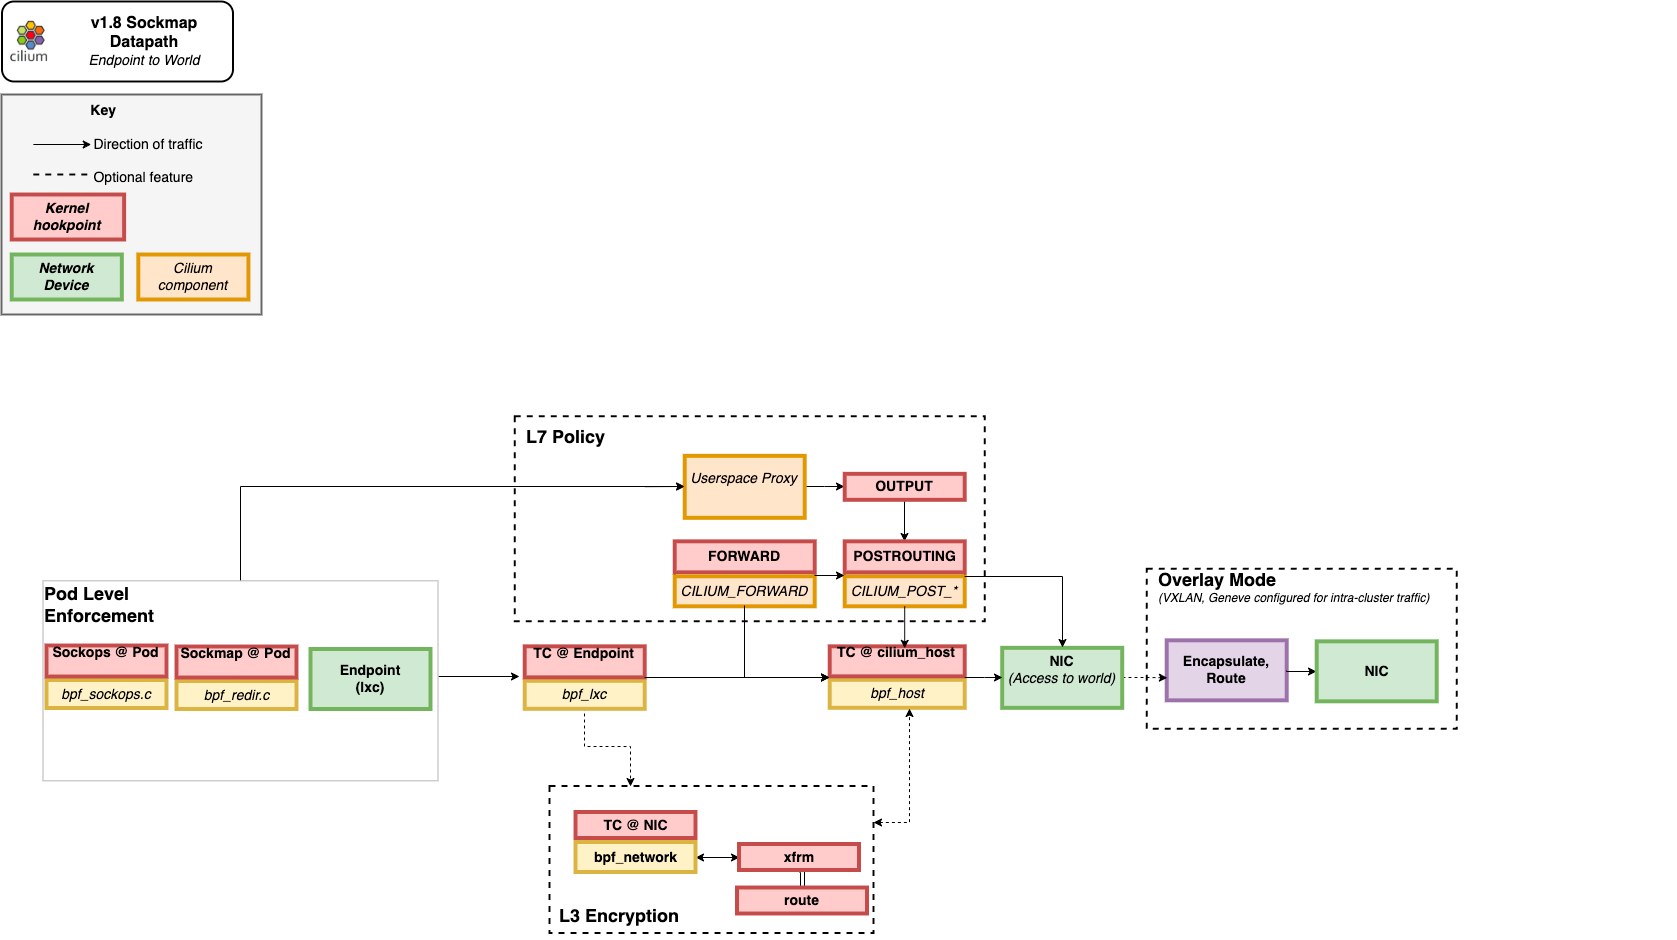 v1.8 Sockmap
Datapath
Endpoint to World
cilium
Key
Direction of traffic
Optional feature
Kernel
hookpoint
Network
Device
Cilium
component
L7 Policy
Userspace Proxy
OUTPUT
FORWARD
CILIUM_FORWARD
POSTROUTING
CILIUM_POST_*
Pod Level
Enforcement
Sockops @ Pod
bpf_sockops.c
Sockmap @ Pod
bpf_redir.c
Endpoint
(lxc)
TC @ Endpoint
bpf_lxc
TC @ cilium_host
bpf_host
NIC
(Access to world)
Overlay Mode
(VXLAN, Geneve configured for intra-cluster traffic)
Encapsulate,
Route
NIC
TC @ NIC
bpf_network
xfrm
route
L3 Encryption